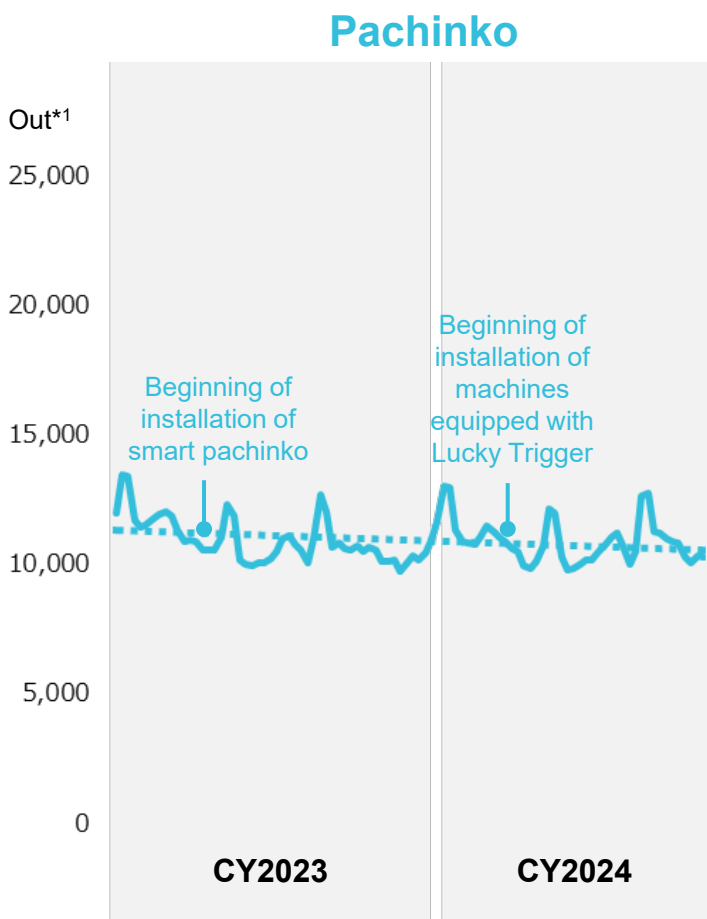 Pachinko
Out*1
25,000
20,000
15,000
10,000
5,000
0
Beginning of
installation of
smart pachinko
Beginning of
installation of
machines
equipped with
Lucky Trigger
CY2023
CY2024